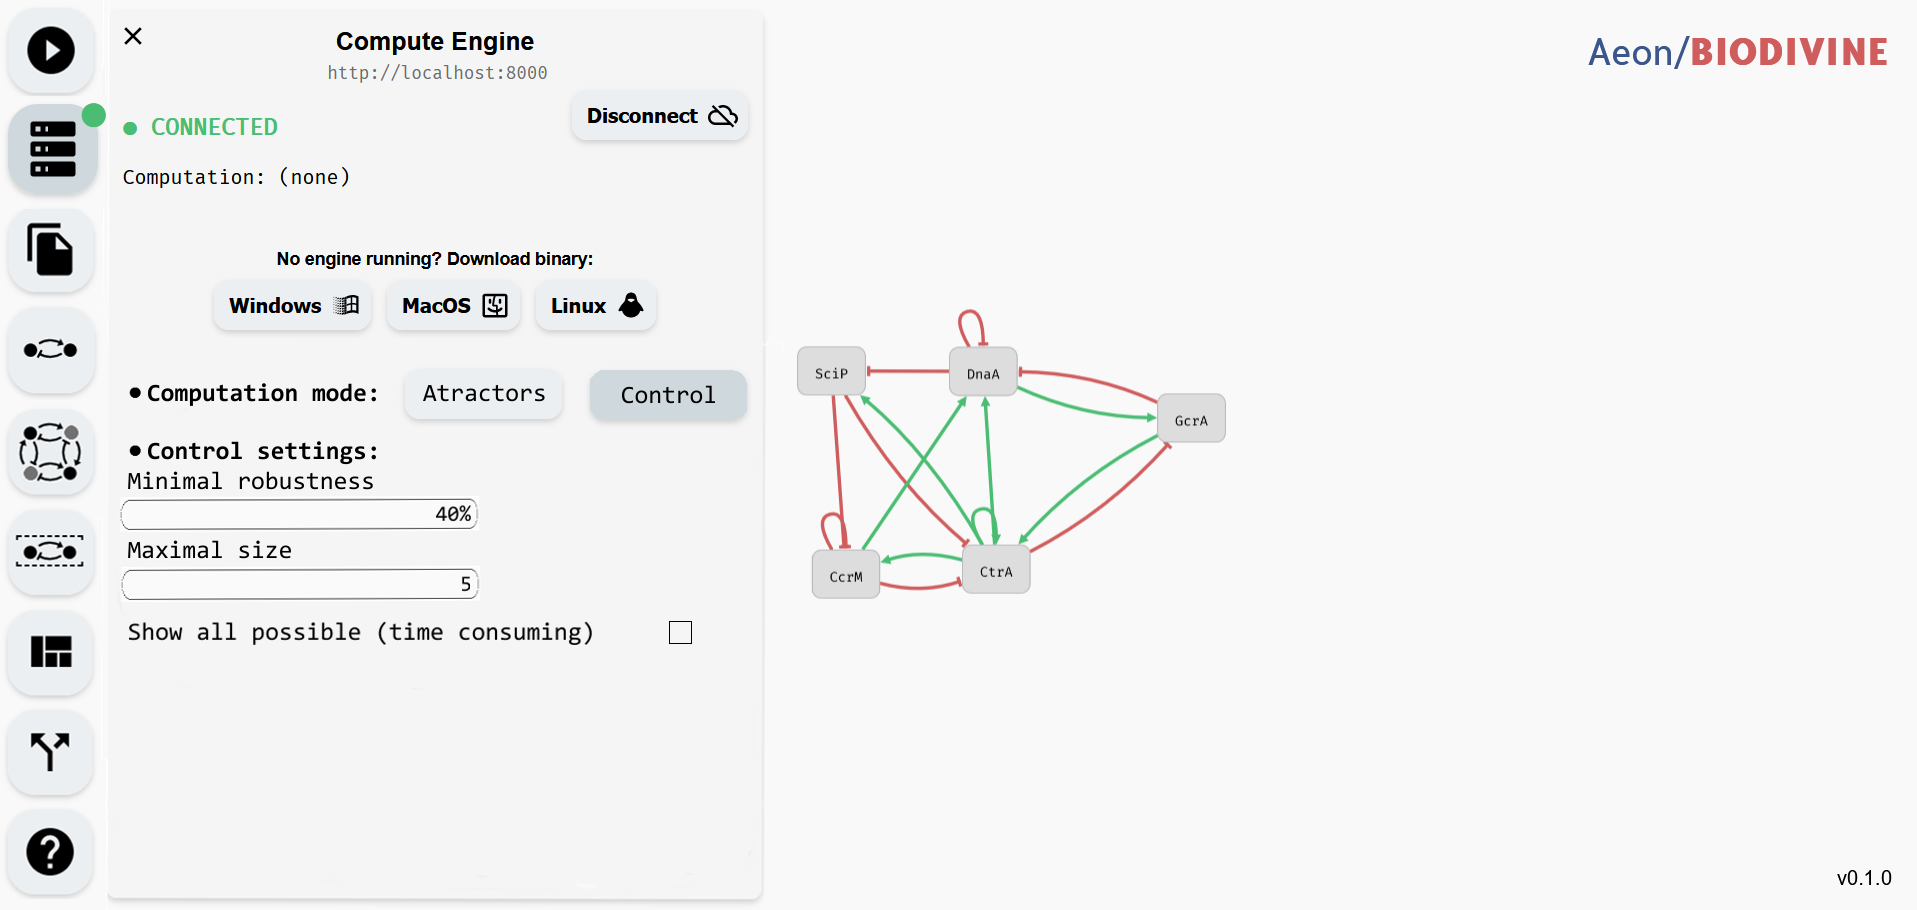 Compute Engine
http://localhost:8000
● CONNECTED
Disconnect
Computation: (none)
No engine running? Download binary:
Windows
MacOS
Linux
● Computation mode:
Atractors
Control
● Control settings:
Minimal robustness
40%
Maximal size
5
Show all possible (time consuming)
Aeon/BIODIVINE
SciP
DnaA
GcrA
CcrM
CtrA
v0.1.0